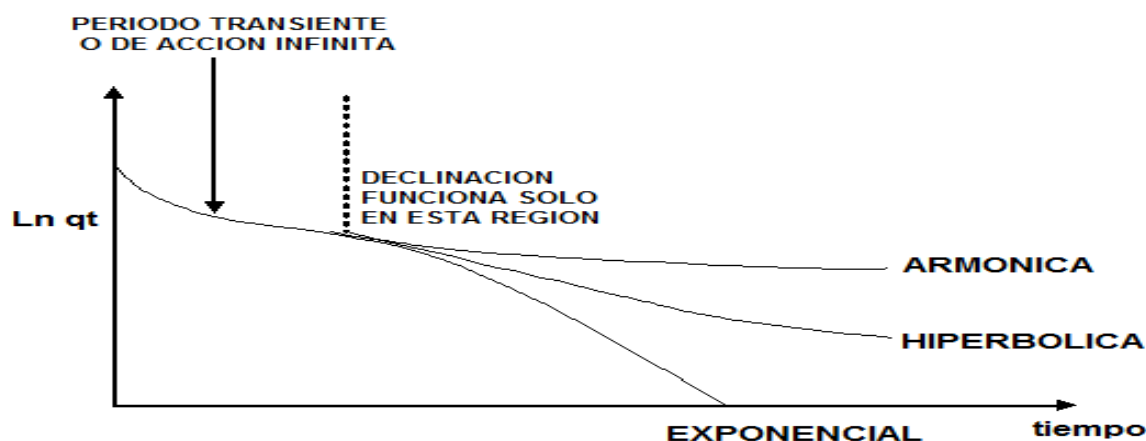 PERIODO TRANSIENTE
O DE ACCION INFINITA
DECLINACION
FUNCIONA SOLO
EN ESTA REGION
Ln qt
ARMONICA
HIPERBOLICA
EXPONENCIAL
tiempo